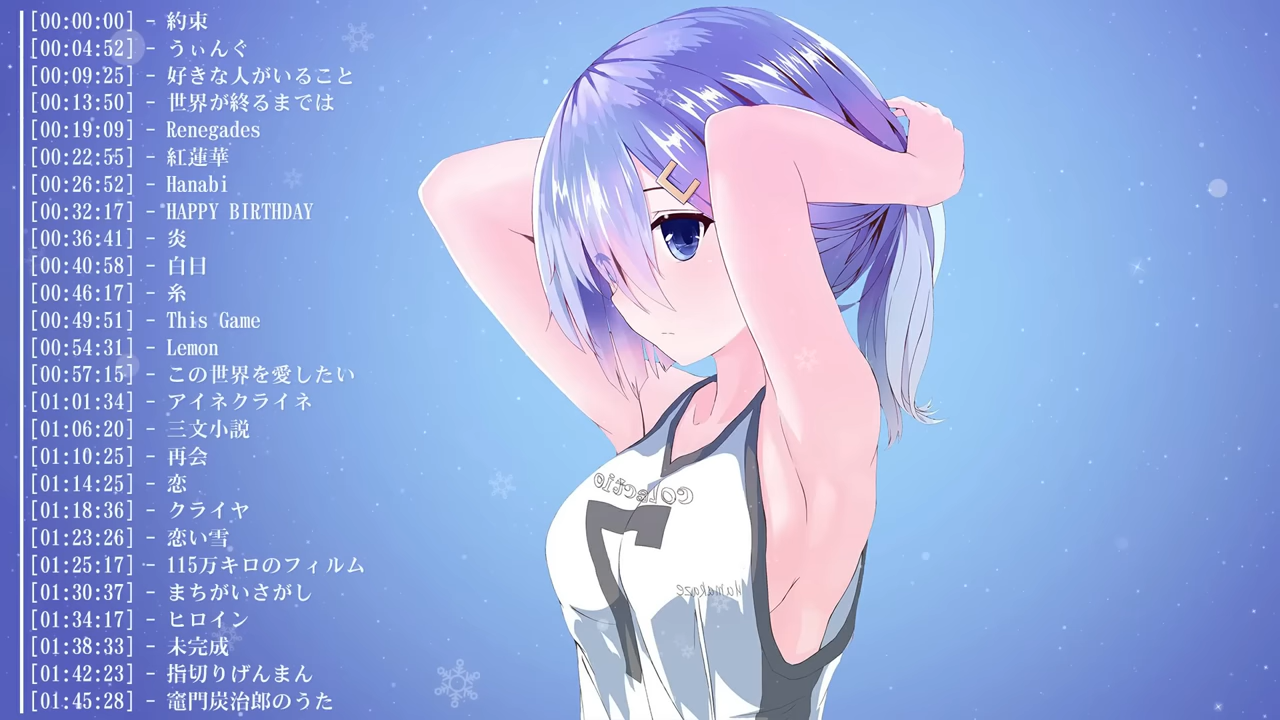 [00:00:00] - 約束
[00:04:52] - うぃんぐ
[00:09:25] - 好きな人がいること
[00:13:50] - 世界が終るまでは
[00:19:09] - Renegades
[00:22:55] - 紅蓮華
[00:26:52] - Hanabi
[00:32:17] - HAPPY BIRTHDAY
[00:36:41] - 炎
[00:40:58] - 白日
[00:46:17] - 糸
[00:49:51] - This Game
[00:54:31] - Lemon
[00:57:15] - この世界を愛したい
[01:01:34] - アイネクライネ
[01:06:20] - 三文小説
[01:10:25] - 再会
[01:14:25] - 恋
[01:18:36] - クライヤ
[01:23:26] - 恋い雪
[01:25:17] - 115万キロのフィルム
[01:30:37] - まちがいさがし
[01:34:17] - ヒロイン
[01:38:33] - 未完成
[01:42:23] - 指切りげんまん
[01:45:28] - 竈門炭治郎のうた
7
Hamakaze